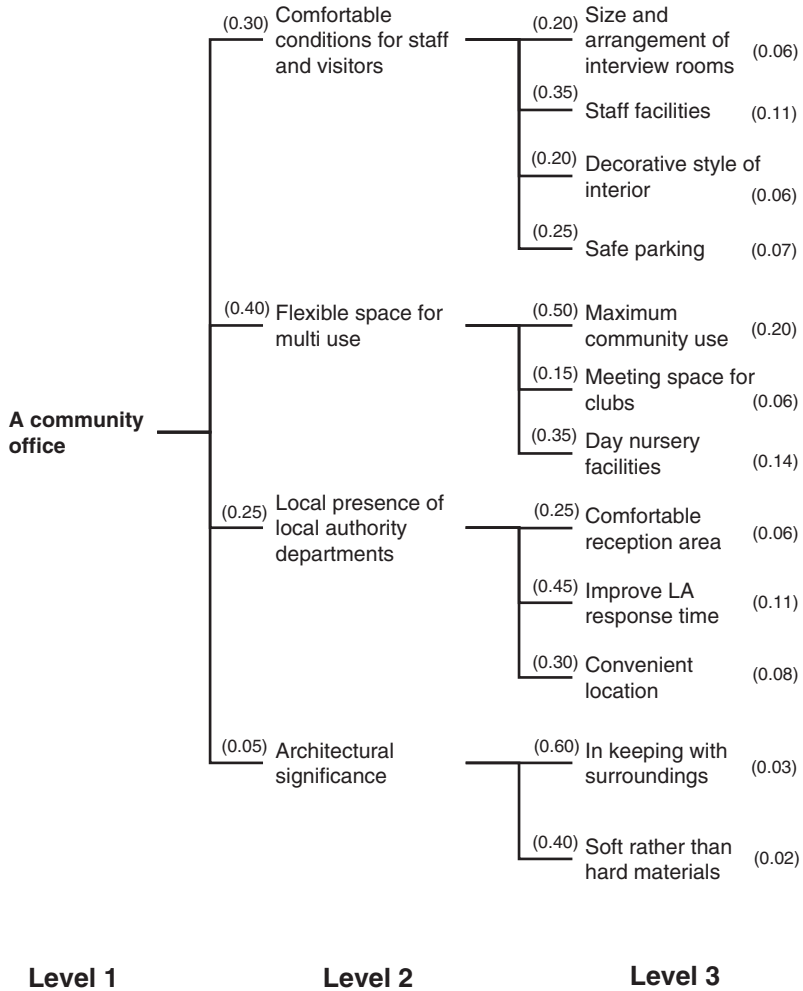 (0.30) Comfortable
conditions for staff
and visitors
(0.20) Size and
arrangement of
interview rooms (0.06)
(0.35) Staff facilities (0.11)
(0.20) Decorative style of
interior (0.06)
(0.25) Safe parking (0.07)
(0.40) Flexible space for
multi use
(0.50) Maximum
community use (0.20)
(0.15) Meeting space for
clubs (0.06)
(0.35) Day nursery
facilities (0.14)
A community
office
(0.25) Local presence of
local authority
departments
(0.25) Comfortable
reception area (0.06)
(0.45) Improve LA
response time (0.11)
(0.30) Convenient
location (0.08)
(0.05) Architectural
significance
(0.60) In keeping with
surroundings (0.03)
(0.40) Soft rather than
hard materials (0.02)
Level 1 Level 2 Level 3